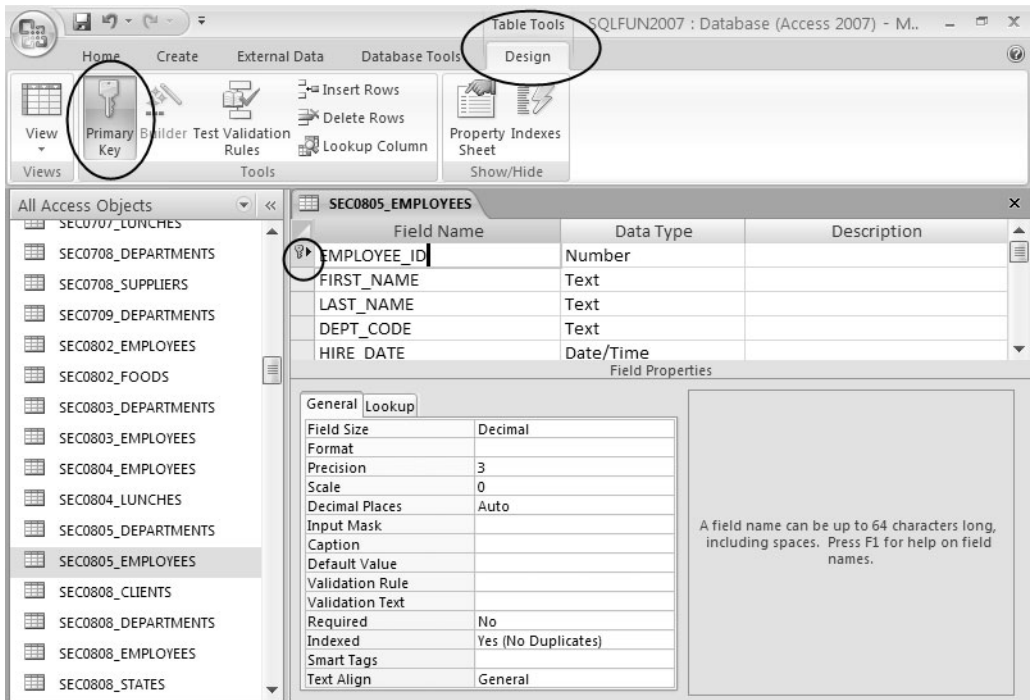 Table Tools SQLFUN2007 : Database (Access 2007) - M..
Home Create External Data Database Tools Design
View
Primary Key
Builder
Test Validation Rules
Insert Rows
Delete Rows
Lookup Column
Property Sheet
Indexes
Views Tools Show/Hide
All Access Objects
SEC0707_LUNCHES
SEC0708_DEPARTMENTS
SEC0708_SUPPLIERS
SEC0709_DEPARTMENTS
SEC0802_EMPLOYEES
SEC0802_FOODS
SEC0803_DEPARTMENTS
SEC0803_EMPLOYEES
SEC0804_EMPLOYEES
SEC0804_LUNCHES
SEC0805_DEPARTMENTS
SEC0805_EMPLOYEES
SEC0808_CLIENTS
SEC0808_DEPARTMENTS
SEC0808_EMPLOYEES
SEC0808_STATES
SEC0805_EMPLOYEES
Field Name Data Type Description
EMPLOYEE_ID Number
FIRST_NAME Text
LAST_NAME Text
DEPT_CODE Text
HIRE_DATE Date/Time
Field Properties
General Lookup
Field Size Decimal
Format
Precision 3
Scale 0
Decimal Places Auto
Input Mask
Caption
Default Value
Validation Rule
Validation Text
Required No
Indexed Yes (No Duplicates)
Smart Tags
Text Align General
A field name can be up to 64 characters long,
including spaces. Press F1 for help on field
names.